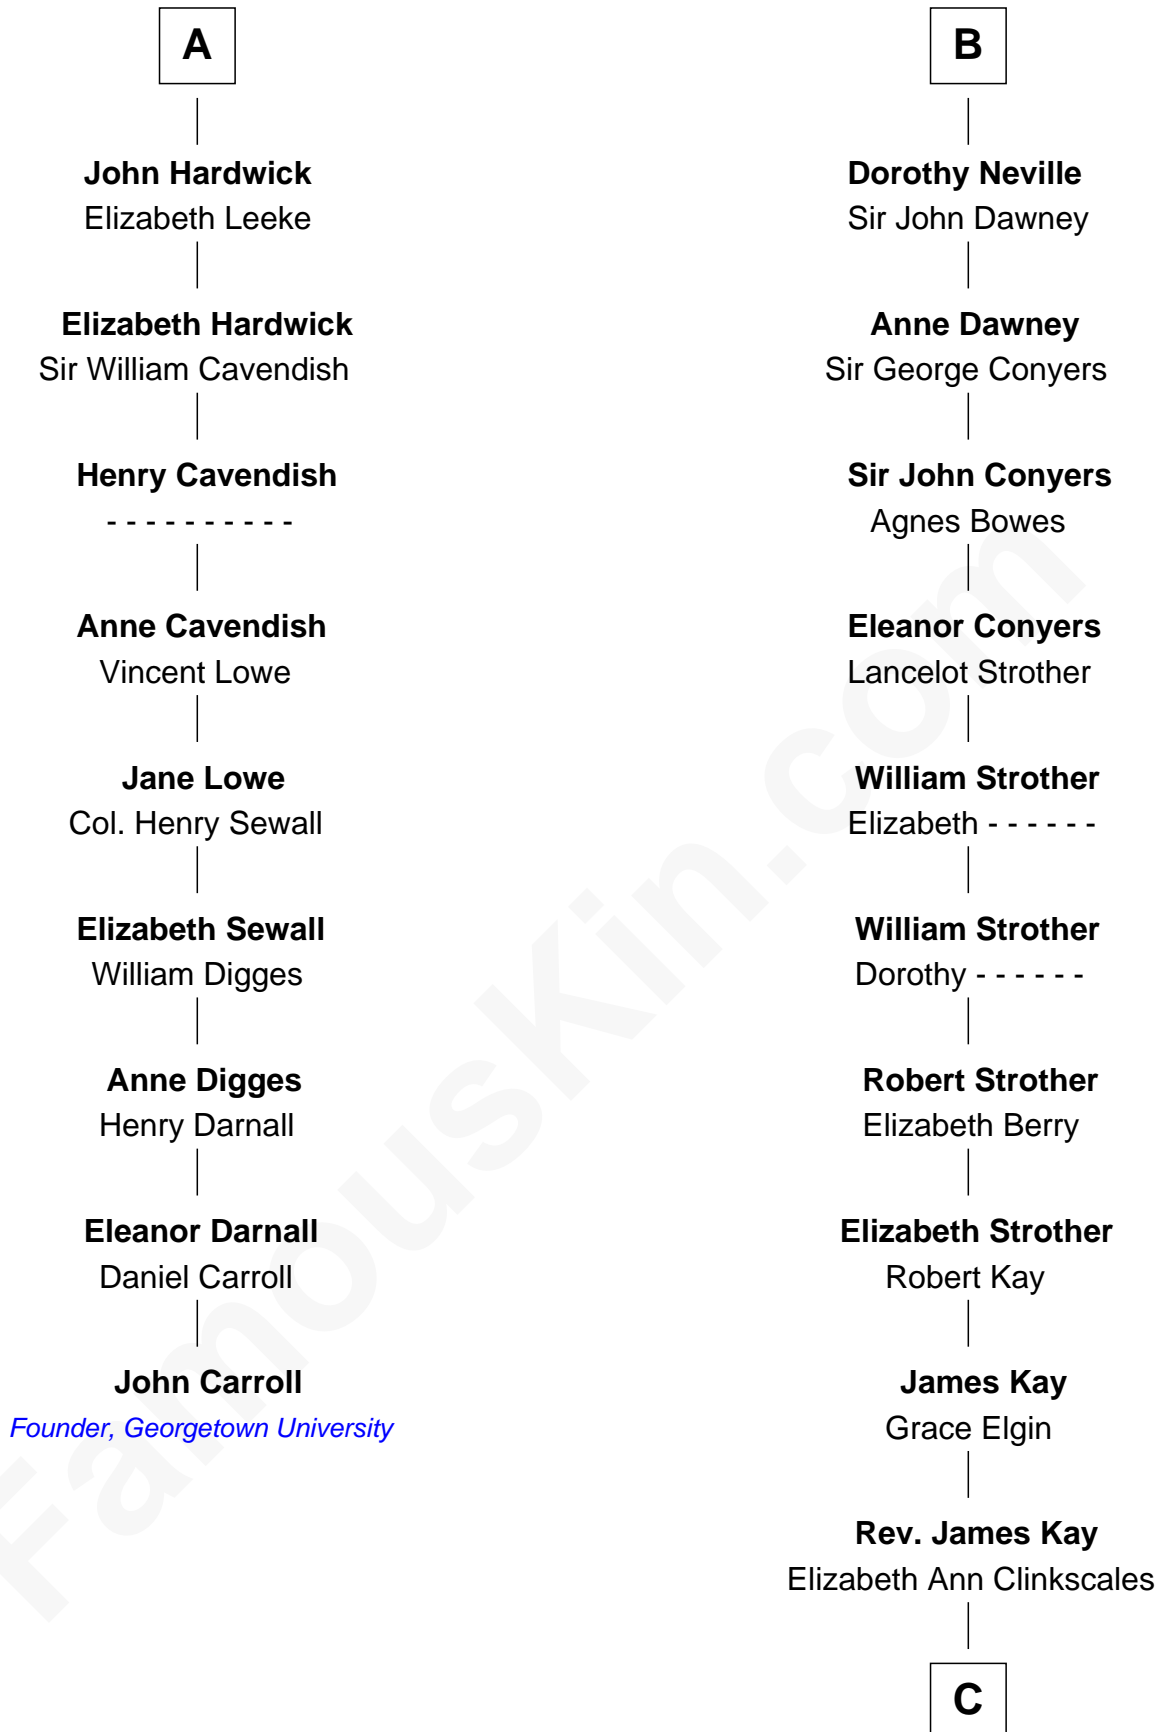 A
John Hardwick
Elizabeth Leeke
Elizabeth Hardwick
Sir William Cavendish
Henry Cavendish
- - - - - - - - - -
Anne Cavendish
Vincent Lowe
Jane Lowe
Col. Henry Sewall
Elizabeth Sewall
William Digges
Anne Digges
Henry Darnall
Eleanor Darnall
Daniel Carroll
John Carroll
Founder, Georgetown University
B
Dorothy Neville
Sir John Dawney
Anne Dawney
Sir George Conyers
Sir John Conyers
Agnes Bowes
Eleanor Conyers
Lancelot Strother
William Strother
Elizabeth - - - - - -
William Strother
Dorothy - - - - - -
Robert Strother
Elizabeth Berry
Elizabeth Strother
Robert Kay
James Kay
Grace Elgin
Rev. James Kay
Elizabeth Ann Clinkscales
C
FamousKin.com